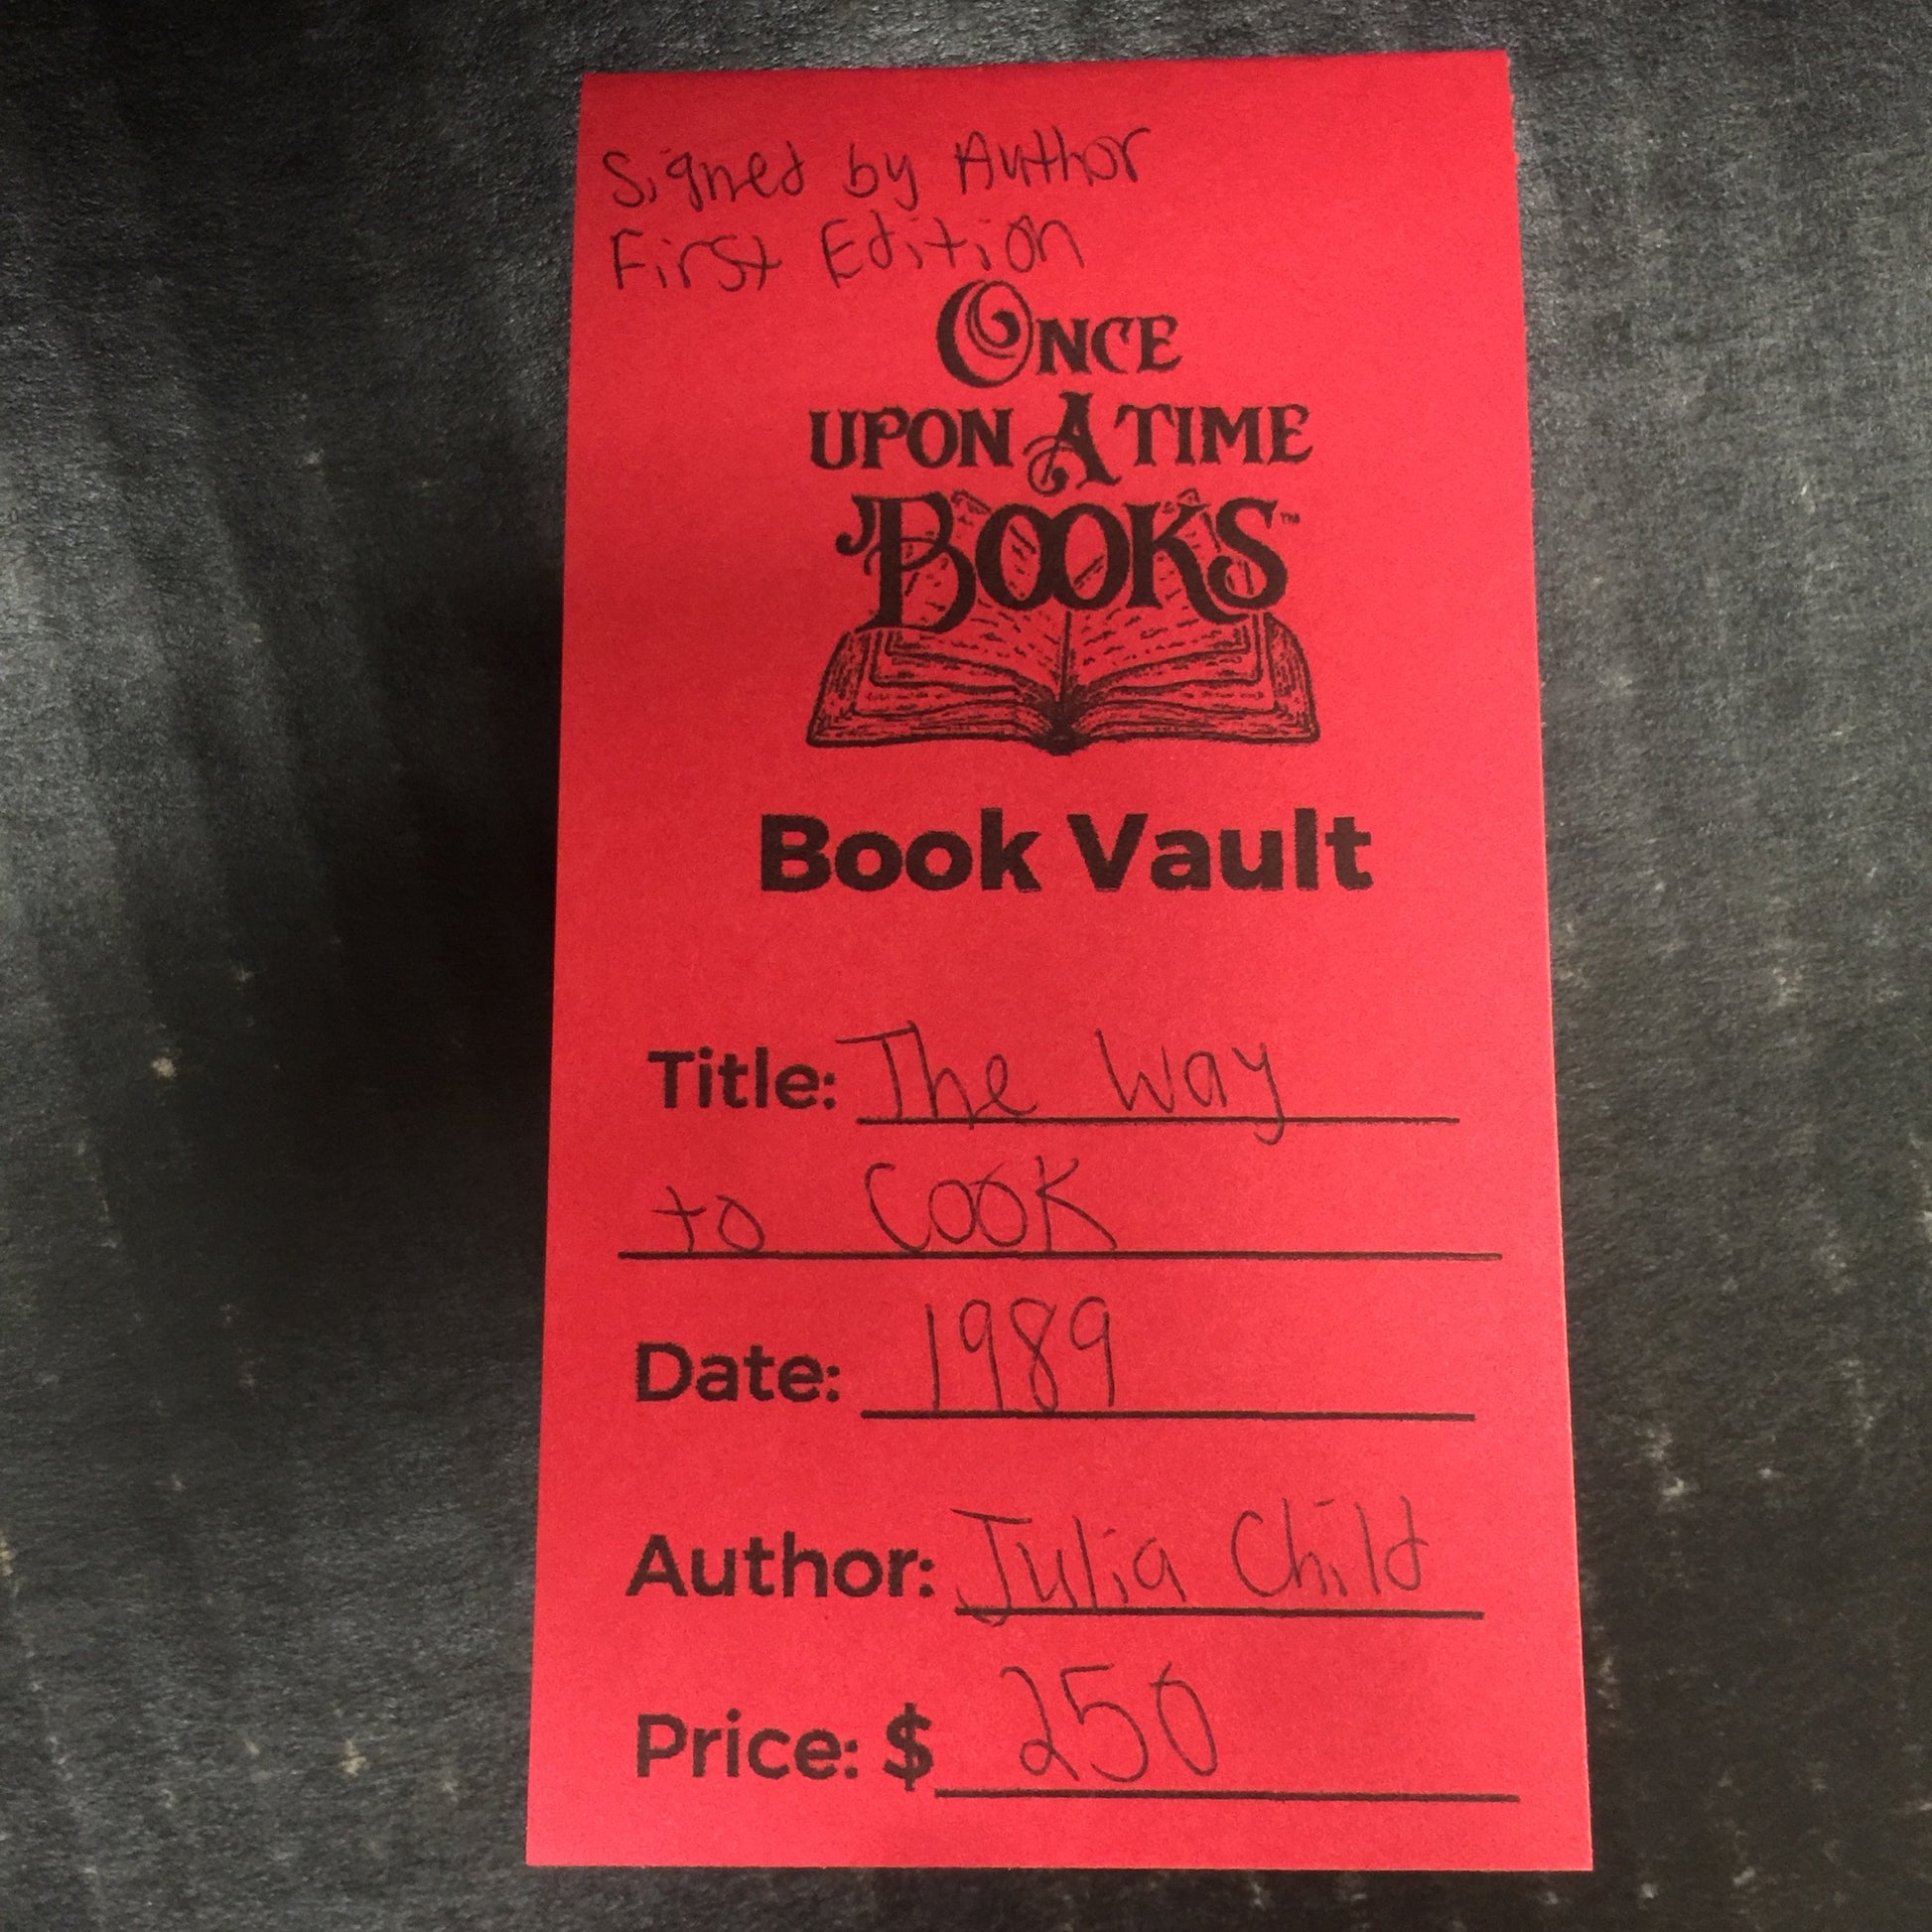 Signed by Author
First Edition
ONCE
UPON A TIME
BOOKS™
Book Vault
Title: The Way
to Cook
Date: 1989
Author: Julia Child
Price: $ 250